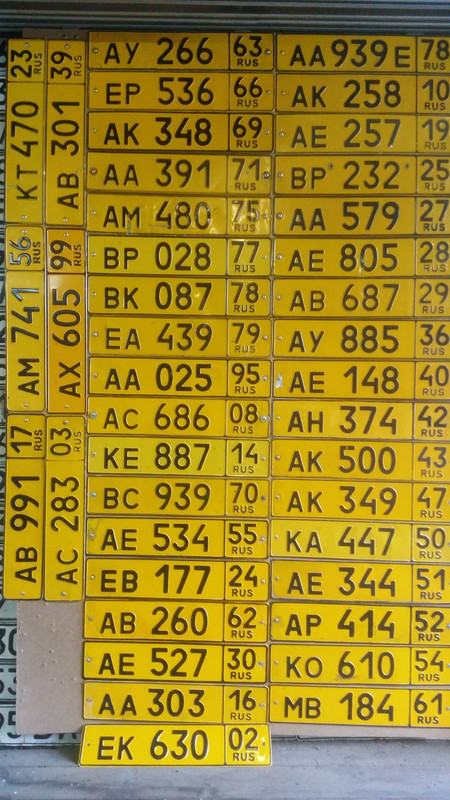 КТ 470 23 RUS
АМ 741 56 RUS
АВ 991 17 RUS
АВ 301 39 RUS
АХ 605 99 RUS
АС 283 03 RUS
АУ 266 63 RUS
ЕР 536 66 RUS
АК 348 69 RUS
АА 391 71 RUS
АМ 480 75 RUS
ВР 028 77 RUS
ВК 087 78 RUS
ЕА 439 79 RUS
АА 025 95 RUS
АС 686 08 RUS
КЕ 887 14 RUS
ВС 939 70 RUS
АЕ 534 55 RUS
ЕВ 177 24 RUS
АВ 260 62 RUS
АЕ 527 30 RUS
АА 303 16 RUS
ЕК 630 02 RUS
АА 939 Е 78 RUS
АК 258 10 RUS
АЕ 257 19 RUS
ВР 232 25 RUS
АА 579 27 RUS
АЕ 805 28 RUS
АВ 687 29 RUS
АУ 885 36 RUS
АЕ 148 40 RUS
АН 374 42 RUS
АК 500 43 RUS
АК 349 47 RUS
КА 447 50 RUS
АЕ 344 51 RUS
АР 414 52 RUS
КО 610 54 RUS
МВ 184 61 RUS